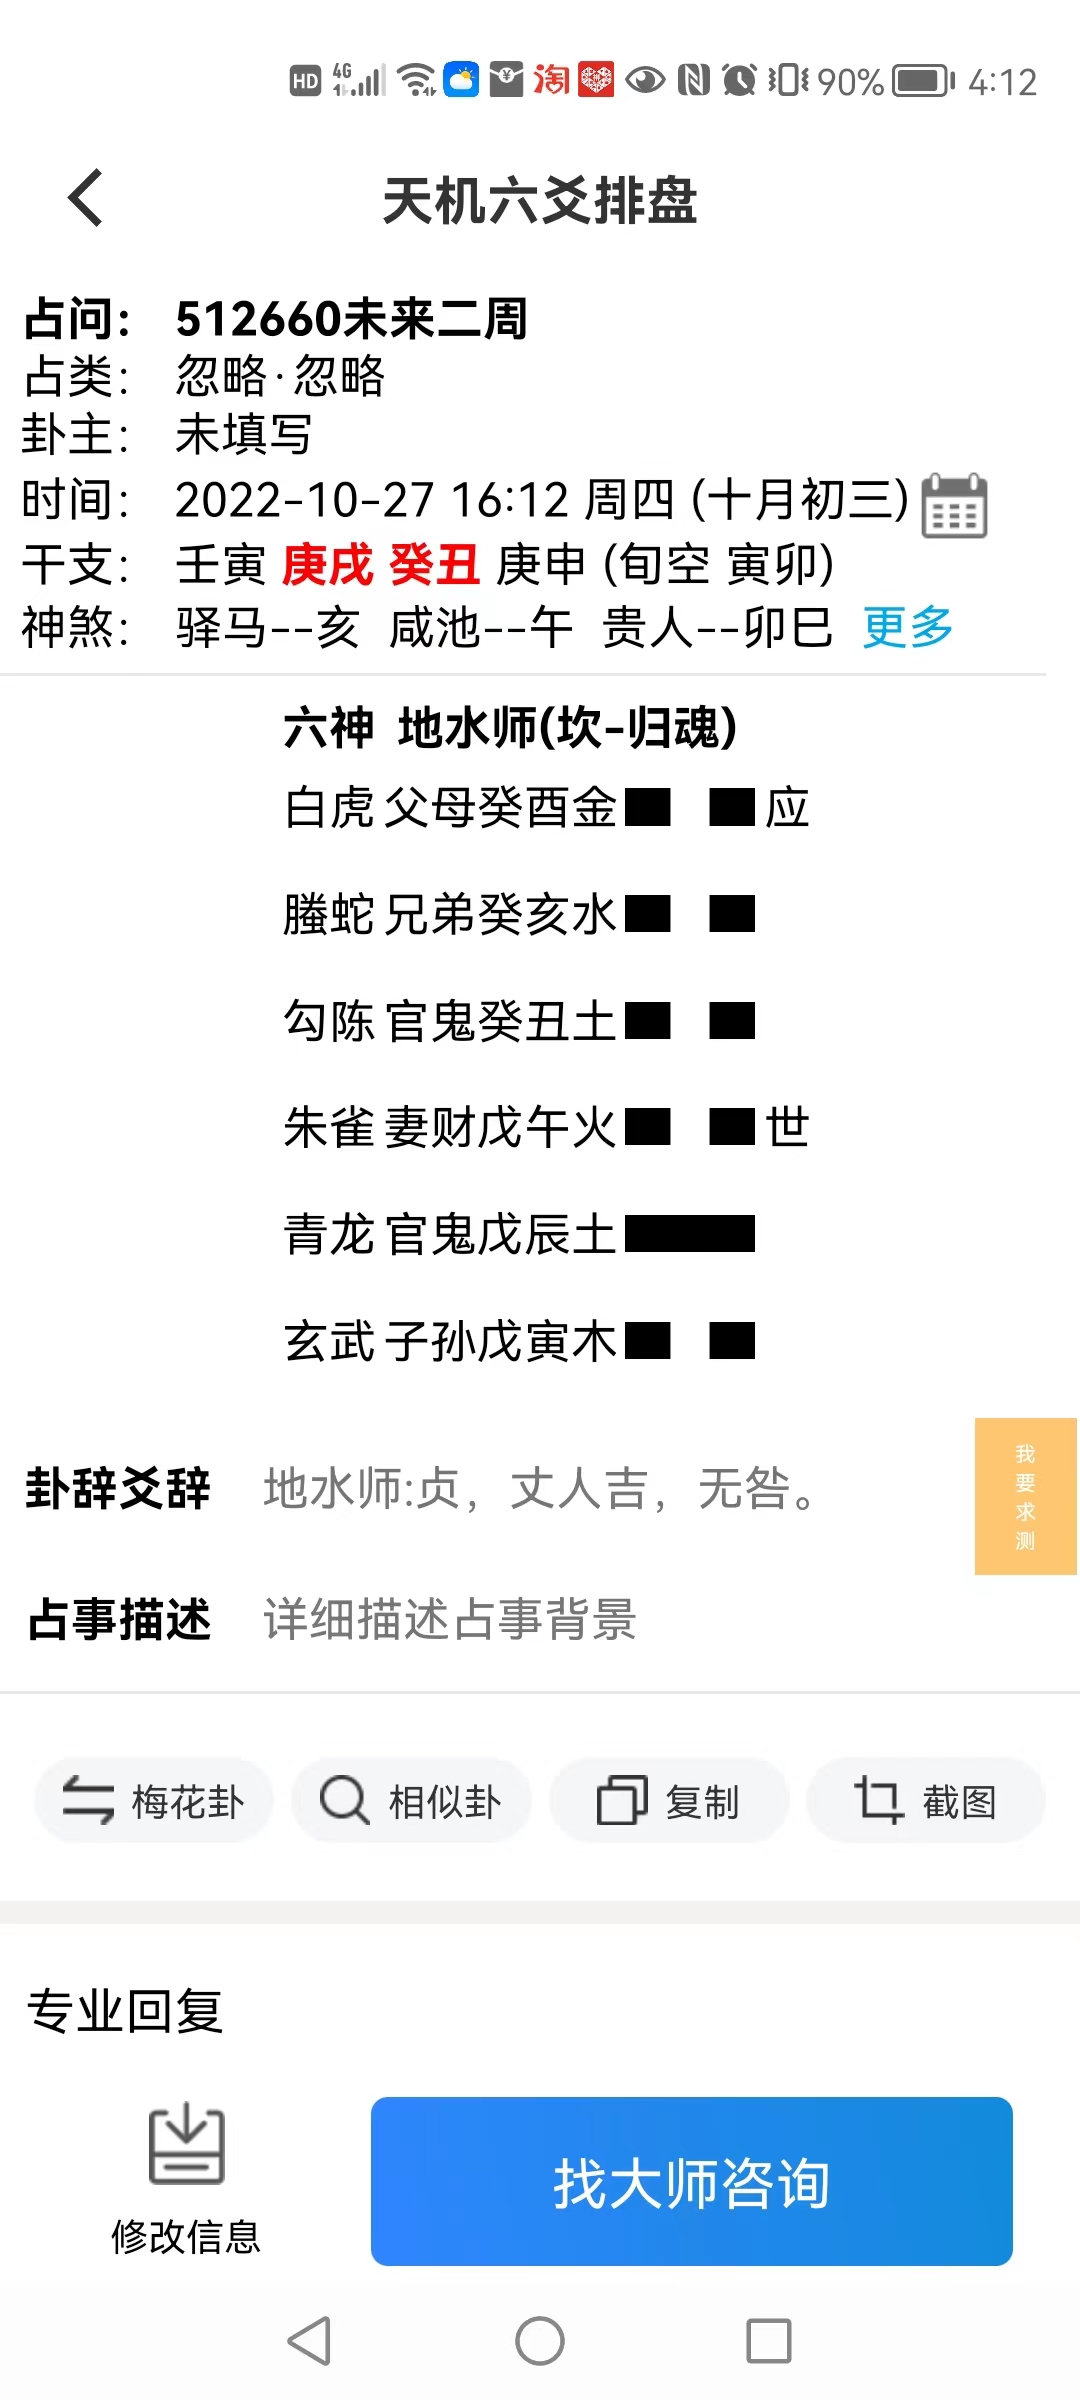 HD 4G 淘 90% 4:12
天机六爻排盘
占问: 512660未来二周
占类: 忽略·忽略
卦主: 未填写
时间: 2022-10-27 16:12 周四 (十月初三)
干支: 壬寅 庚戌 癸丑 庚申 (旬空 寅卯)
神煞: 驿马--亥 咸池--午 贵人--卯巳 更多
六神 地水师(坎-归魂)
白虎 父母癸酉金 应
螣蛇 兄弟癸亥水
勾陈 官鬼癸丑土
朱雀 妻财戊午火 世
青龙 官鬼戊辰土
玄武 子孙戊寅木
卦辞爻辞 地水师:贞，丈人吉，无咎。
我要求测
占事描述 详细描述占事背景
梅花卦 相似卦 复制 截图
专业回复
修改信息 找大师咨询